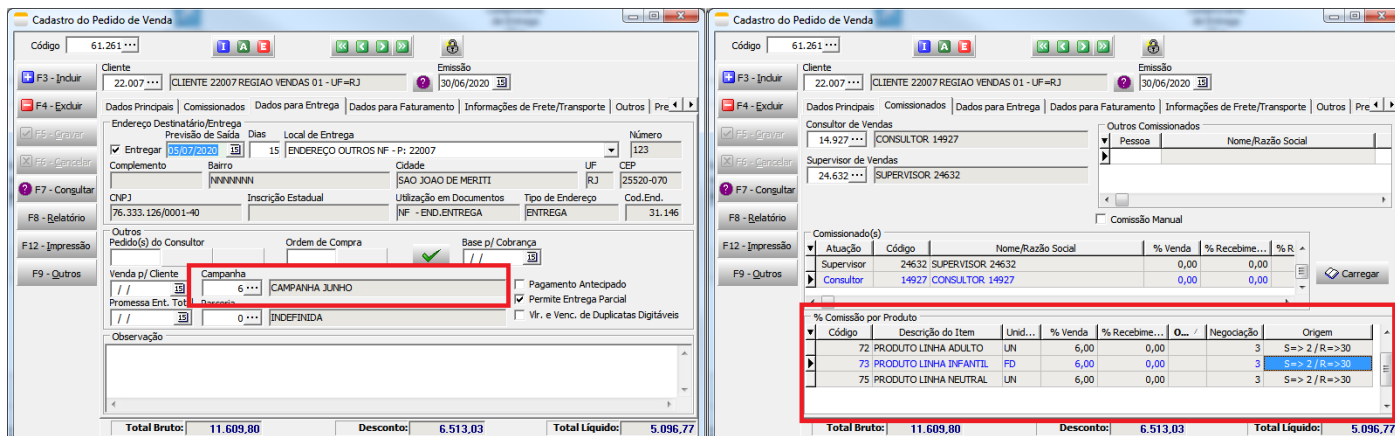 Cadastro do Pedido de Venda
Código 61.261 ... I A E
F3 - Incluir
F4 - Excluir
F5 - Gravar
F6 - Cancelar
F7 - Consultar
F8 - Relatório
F12 - Impressão
F9 - Outros
Cliente Emissão
22.007 ... CLIENTE 22007 REGIAO VENDAS 01 - UF=RJ ? 30/06/2020 15
Dados Principais Comissionados Dados para Entrega Dados para Faturamento Informações de Frete/Transporte Outros Pre
Endereço Destinatário/Entrega
Previsão de Saída Dias Local de Entrega Número
Entregar 05/07/2020 15 15 ENDEREÇO OUTROS NF - P: 22007 123
Complemento Bairro Cidade UF CEP
NNNNNNN SAO JOAO DE MERITI RJ 25520-070
CNPJ Inscrição Estadual Utilização em Documentos Tipo de Endereço Cod.End.
76.333.126/0001-40 NF - END.ENTREGA ENTREGA 31.146
Outros
Pedido(s) do Consultor Ordem de Compra Base p/ Cobrança
/ / 15
Venda p/ Cliente Campanha
/ / 15 6 ... CAMPANHA JUNHO Pagamento Antecipado
Promessa Ent. Total Parceria Permite Entrega Parcial
/ / 15 0 ... INDEFINIDA Vlr. e Venc. de Duplicatas Digitáveis
Observação
Total Bruto: 11.609,80 Desconto: 6.513,03 Total Líquido: 5.096,77
Cadastro do Pedido de Venda
Código 61.261 ... I A E
F3 - Incluir
F4 - Excluir
F5 - Gravar
F6 - Cancelar
F7 - Consultar
F8 - Relatório
F12 - Impressão
F9 - Outros
Cliente Emissão
22.007 ... CLIENTE 22007 REGIAO VENDAS 01 - UF=RJ ? 30/06/2020 15
Dados Principais Comissionados Dados para Entrega Dados para Faturamento Informações de Frete/Transporte Outros Pre
Consultor de Vendas Outros Comissionados
14.927 ... CONSULTOR 14927 Pessoa Nome/Razão Social
Supervisor de Vendas
24.632 ... SUPERVISOR 24632
Comissão Manual
Comissionado(s)
Atuação Código Nome/Razão Social % Venda % Recebime... % R
Supervisor 24632 SUPERVISOR 24632 0,00 0,00
Consultor 14927 CONSULTOR 14927 0,00 0,00
Carregar
% Comissão por Produto
Código Descrição do Item Unid... % Venda % Recebime... O... Negociação Origem
72 PRODUTO LINHA ADULTO UN 6,00 0,00 3 S=> 2 / R=>30
73 PRODUTO LINHA INFANTIL FD 6,00 0,00 3 S=> 2 / R=>30
75 PRODUTO LINHA NEUTRAL UN 6,00 0,00 3 S=> 2 / R=>30
Total Bruto: 11.609,80 Desconto: 6.513,03 Total Líquido: 5.096,77